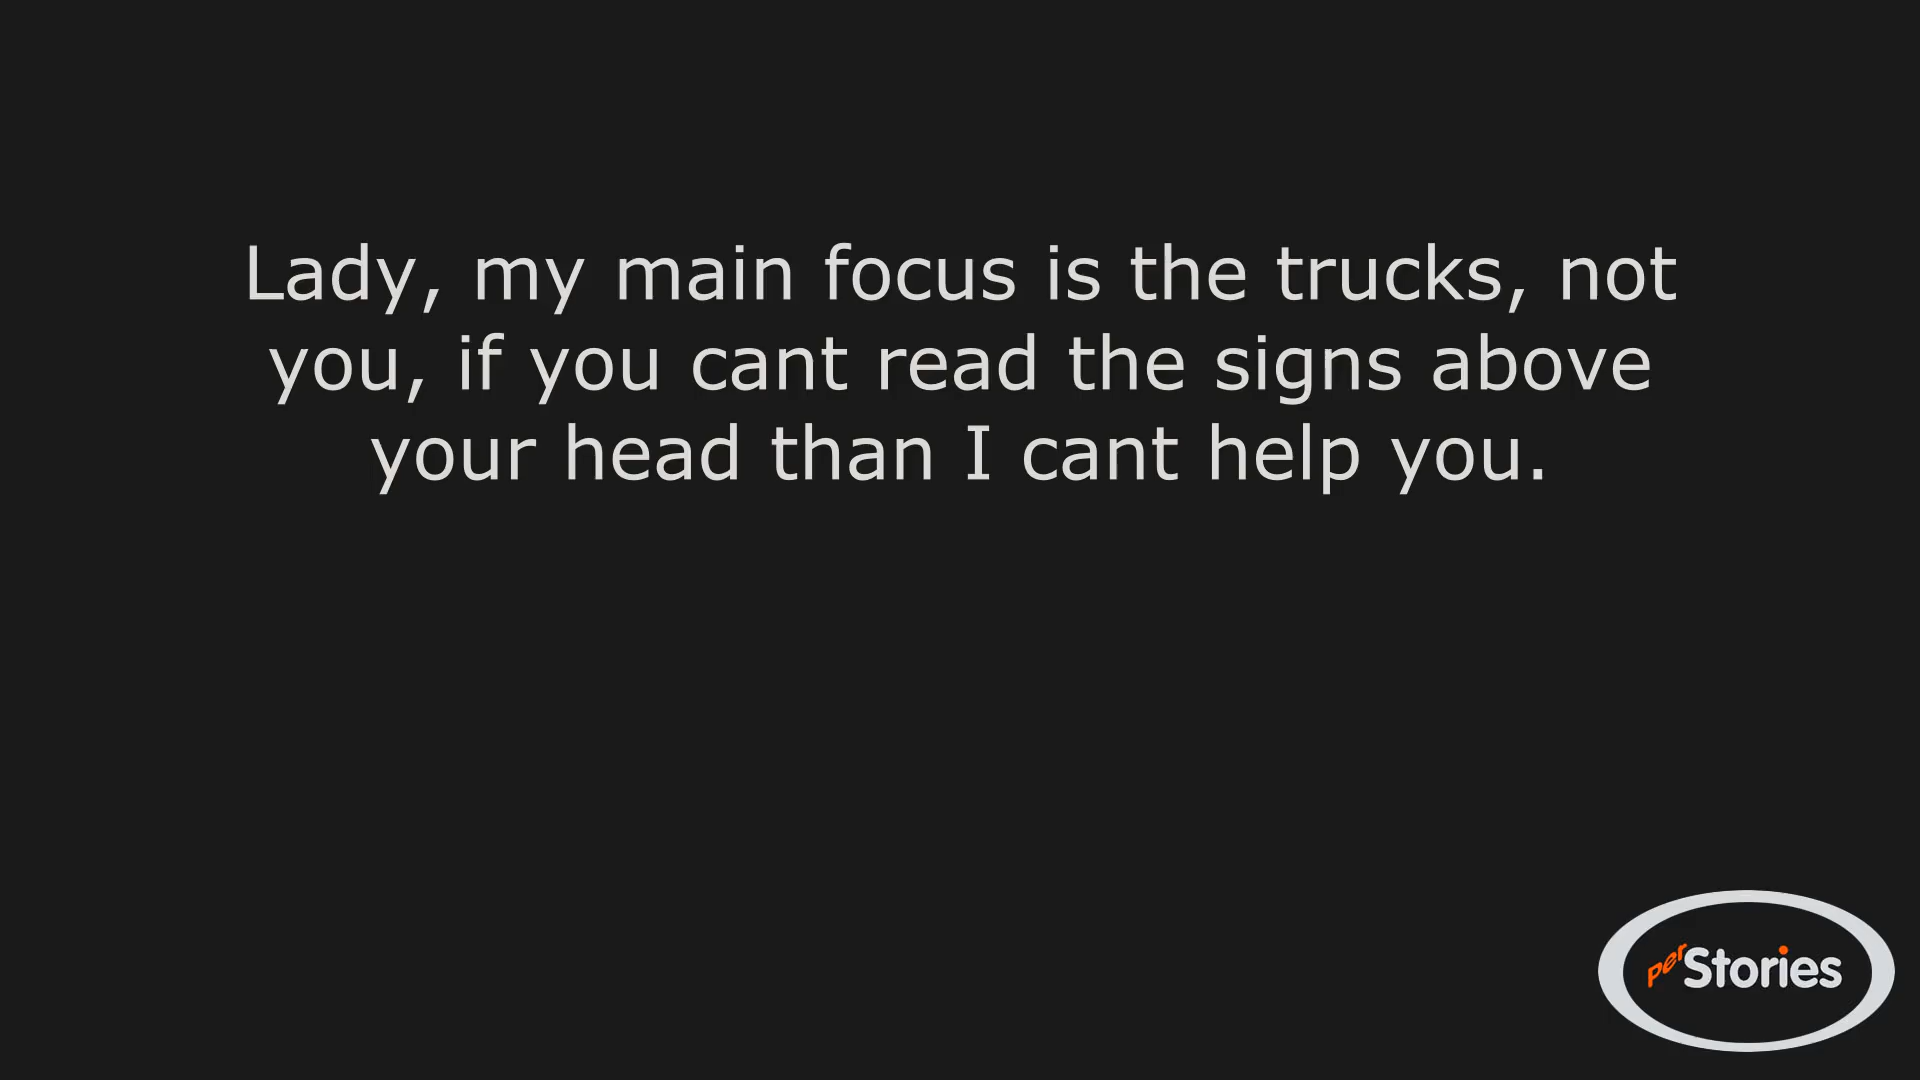 Lady, my main focus is the trucks, not
you, if you cant read the signs above
your head than I cant help you.
perStories